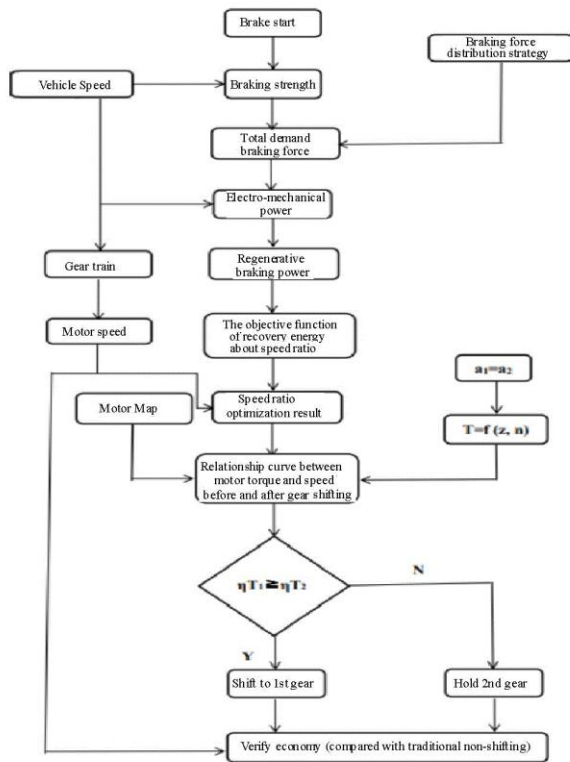 Brake start
Braking force
distribution strategy
Vehicle Speed
Braking strength
Total demand
braking force
Electro-mechanical
power
Gear train
Regenerative
braking power
Motor speed
The objective function
of recovery energy
about speed ratio
a₁=a₂
Motor Map
Speed ratio
optimization result
T=f (z, n)
Relationship curve between
motor torque and speed
before and after gear shifting
ηT₁≧ηT₂
N
Y
Shift to 1st gear
Hold 2nd gear
Verify economy (compared with traditional non-shifting)